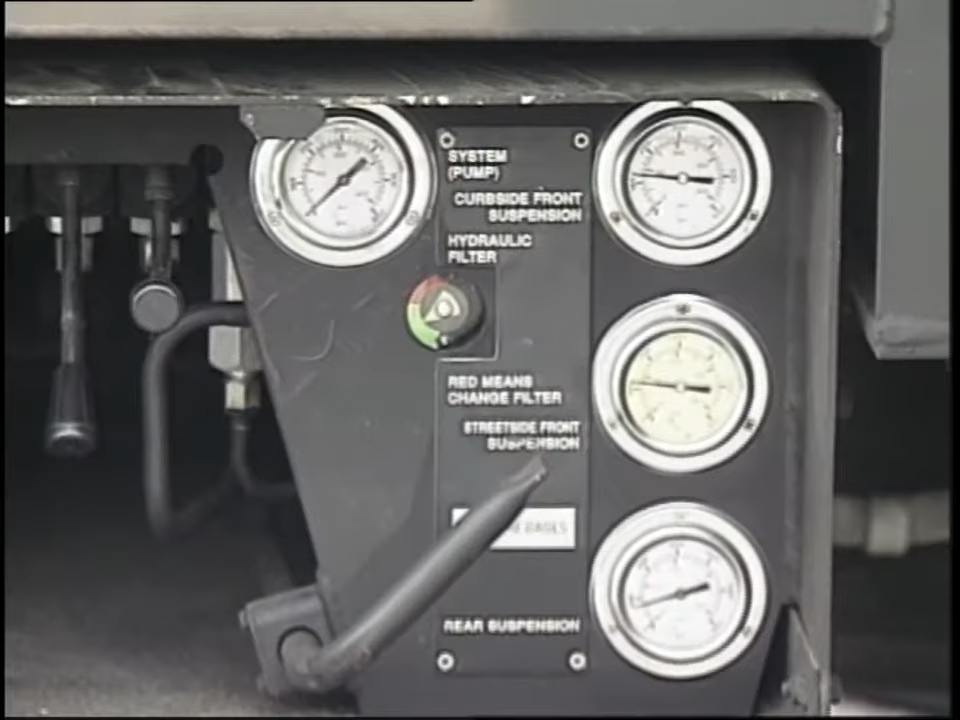 SYSTEM
(PUMP)
CURBSIDE FRONT
SUSPENSION
HYDRAULIC
FILTER
RED MEANS
CHANGE FILTER
STREETSIDE FRONT
SUSPENSION
REAR SUSPENSION